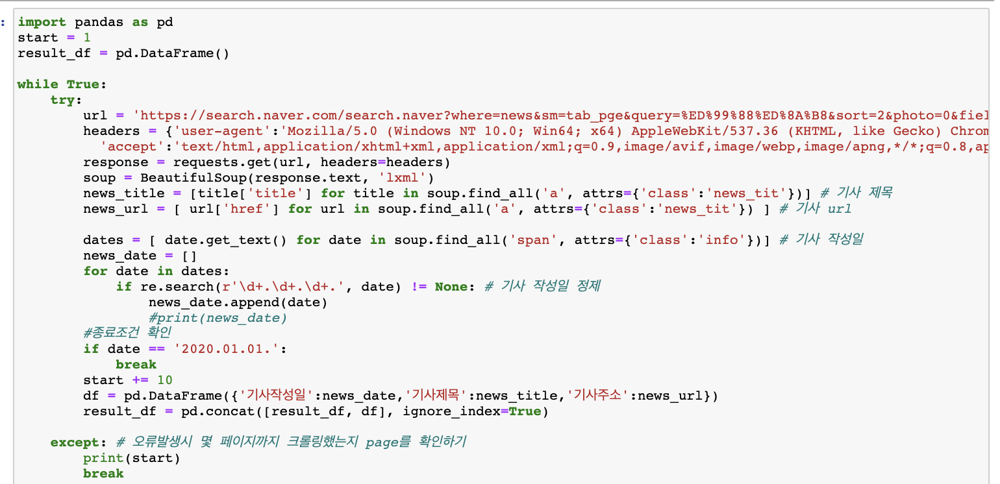 :
import pandas as pd
start = 1
result_df = pd.DataFrame()
while True:
    try:
        url = 'https://search.naver.com/search.naver?where=news&sm=tab_pge&query=%ED%99%88%ED%8A%B8&sort=2&photo=0&fiel
        headers = {'user-agent':'Mozilla/5.0 (Windows NT 10.0; Win64; x64) AppleWebKit/537.36 (KHTML, like Gecko) Chrom
          'accept':'text/html,application/xhtml+xml,application/xml;q=0.9,image/avif,image/webp,image/apng,*/*;q=0.8,ap
        response = requests.get(url, headers=headers)
        soup = BeautifulSoup(response.text, 'lxml')
        news_title = [title['title'] for title in soup.find_all('a', attrs={'class':'news_tit'})] # 기사 제목
        news_url = [ url['href'] for url in soup.find_all('a', attrs={'class':'news_tit'}) ] # 기사 url
        dates = [ date.get_text() for date in soup.find_all('span', attrs={'class':'info'})] # 기사 작성일
        news_date = []
        for date in dates:
            if re.search(r'\d+.\d+.\d+.', date) != None: # 기사 작성일 정제
                news_date.append(date)
                #print(news_date)
        #종료조건 확인
        if date == '2020.01.01.':
            break
        start += 10
        df = pd.DataFrame({'기사작성일':news_date,'기사제목':news_title,'기사주소':news_url})
        result_df = pd.concat([result_df, df], ignore_index=True)
    except: # 오류발생시 몇 페이지까지 크롤링했는지 page를 확인하기
        print(start)
        break